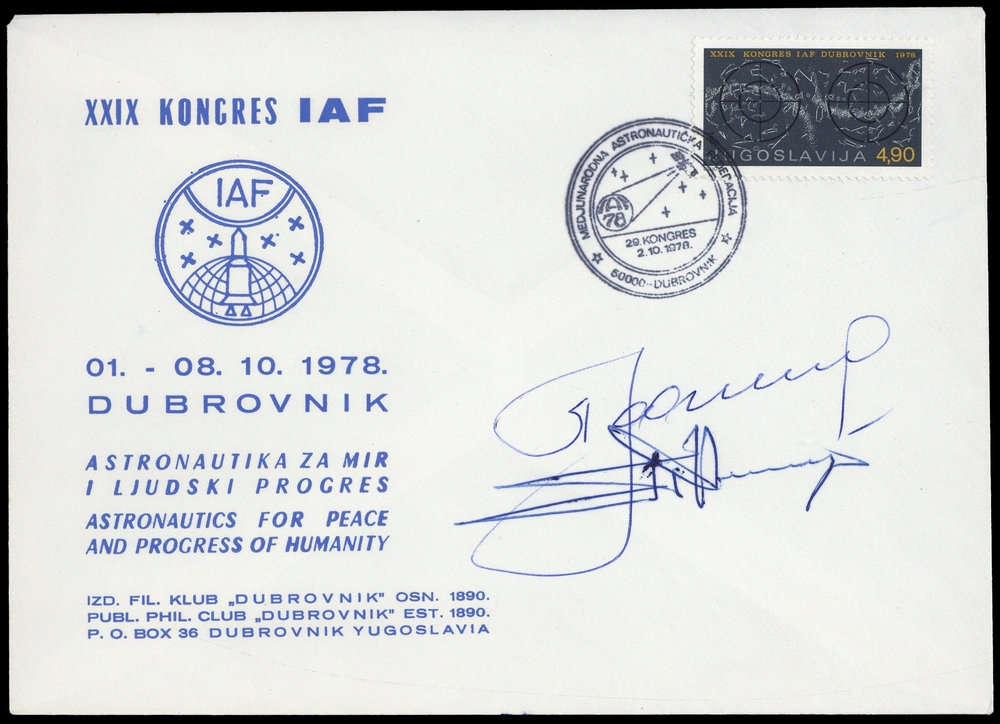 XXIX KONGRES IAF DUBROVNIK 1978
JUGOSLAVIJA 4,90
XXIX KONGRES IAF
IAF
MEDJUNARODNA ASTRONAUTIČKA
IAF
78
29. KONGRES
2.10.1978.
50000-DUBROVNIK
01. - 08. 10. 1978.
DUBROVNIK
ASTRONAUTIKA ZA MIR
I LJUDSKI PROGRES
ASTRONAUTICS FOR PEACE
AND PROGRESS OF HUMANITY
IZD. FIL. KLUB „DUBROVNIK" OSN. 1890.
PUBL. PHIL. CLUB „DUBROVNIK" EST. 1890.
P. O. BOX 36 DUBROVNIK YUGOSLAVIA